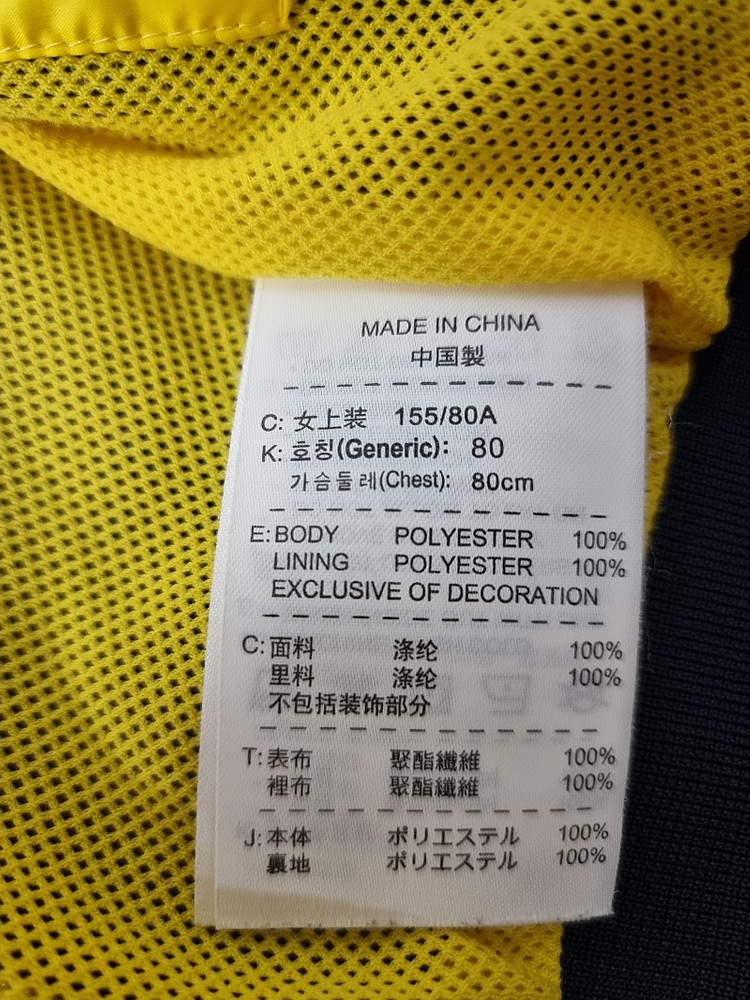 MADE IN CHINA
中国製
C: 女上装 155/80A
K: 호칭(Generic): 80
가슴둘레(Chest): 80cm
E: BODY POLYESTER 100%
LINING POLYESTER 100%
EXCLUSIVE OF DECORATION
C: 面料 涤纶 100%
里料 涤纶 100%
不包括装饰部分
T: 表布 聚酯纖維 100%
裡布 聚酯纖維 100%
J: 本体 ポリエステル 100%
裏地 ポリエステル 100%